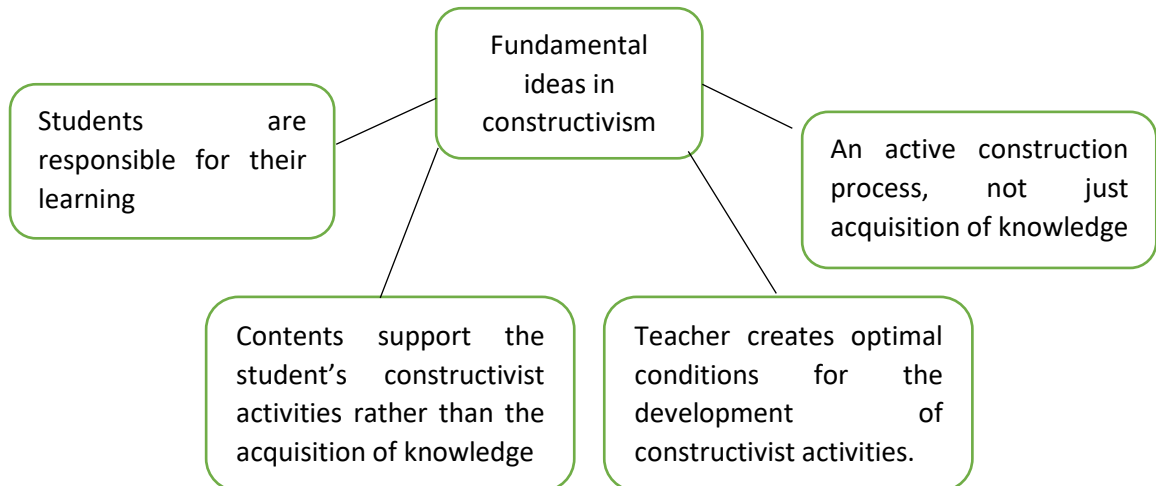 Fundamental
ideas in
constructivism
Students are
responsible for their
learning
An active construction
process, not just
acquisition of knowledge
Contents support the
student’s constructivist
activities rather than the
acquisition of knowledge
Teacher creates optimal
conditions for the
development of
constructivist activities.